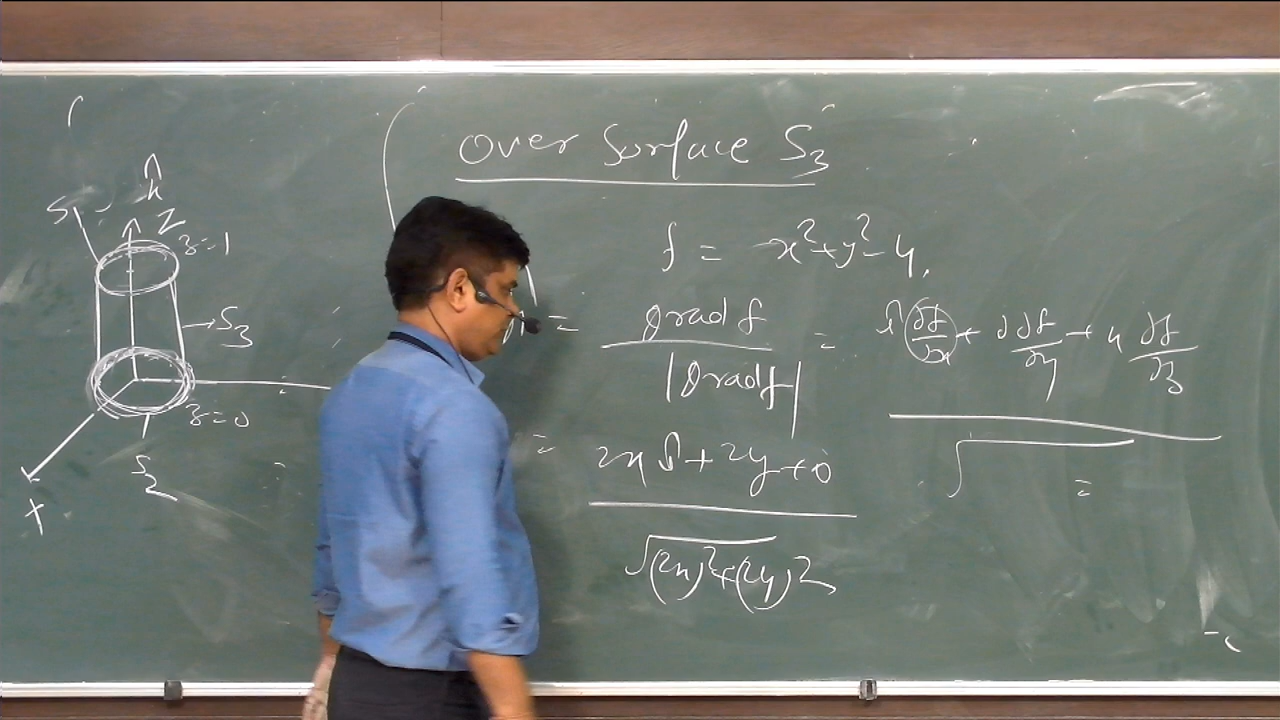 Over Surface S₃
f = x²+y²-4.
n̂ = grad f / |grad f| = î ∂f/∂x + j ∂f/∂y + k ∂f/∂z / √
= 2x î + 2y + 0 / √(2x)²+(2y)²
=
k̂
S
Z
z=1
→S₃
z=0
S₂
X